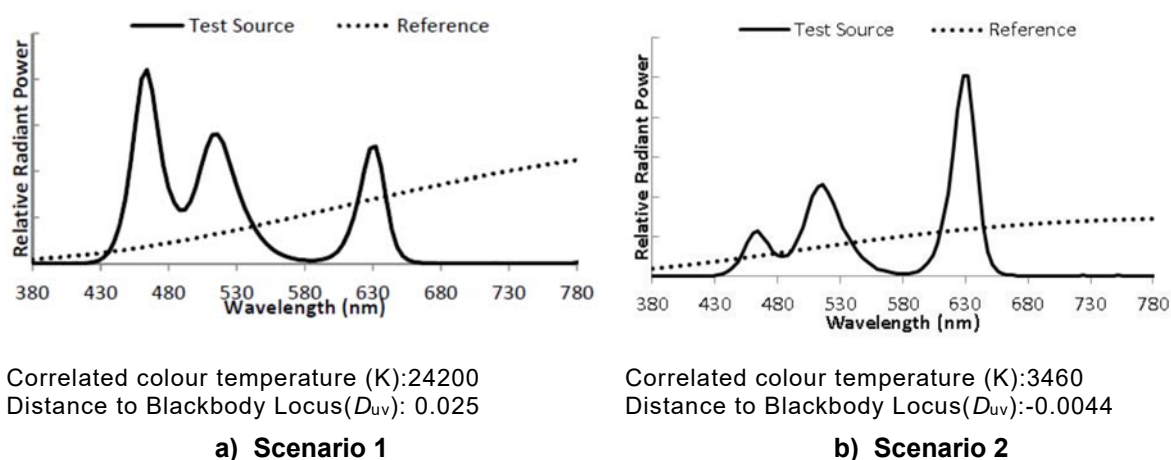 Test Source Reference
Relative Radiant Power
380 430 480 530 580 630 680 730 780
Wavelength (nm)
Correlated colour temperature (K):24200
Distance to Blackbody Locus(Duv): 0.025
a) Scenario 1
Test Source Reference
Relative Radiant Power
380 430 480 530 580 630 680 730 780
Wavelength (nm)
Correlated colour temperature (K):3460
Distance to Blackbody Locus(Duv):-0.0044
b) Scenario 2